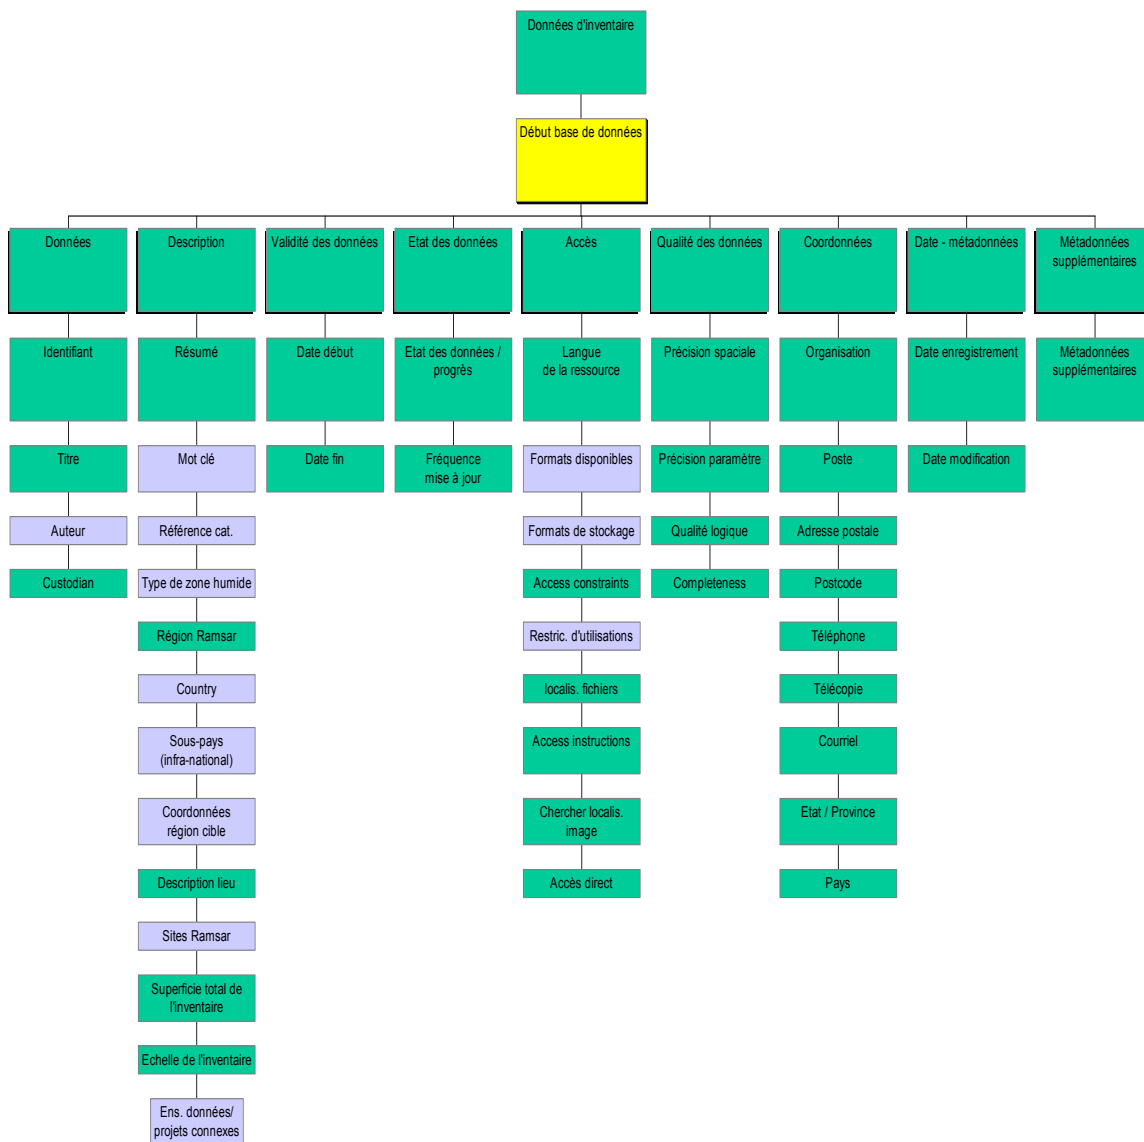 Données d'inventaire
Début base de données
Données
Description
Validité des données
Etat des données
Accès
Qualité des données
Coordonnées
Date - métadonnées
Métadonnées
supplémentaires
Identifiant
Résumé
Date début
Etat des données /
progrès
Langue
de la ressource
Précision spaciale
Organisation
Date enregistrement
Métadonnées
supplémentaires
Titre
Mot clé
Date fin
Fréquence
mise à jour
Formats disponibles
Précision paramètre
Poste
Date modification
Auteur
Référence cat.
Formats de stockage
Qualité logique
Adresse postale
Custodian
Type de zone humide
Access constraints
Completeness
Postcode
Région Ramsar
Restric. d'utilisations
Téléphone
Country
localis. fichiers
Télécopie
Sous-pays
(infra-national)
Access instructions
Courriel
Coordonnées
région cible
Chercher localis.
image
Etat / Province
Description lieu
Accès direct
Pays
Sites Ramsar
Superficie total de
l'inventaire
Echelle de l'inventaire
Ens. données/
projets connexes